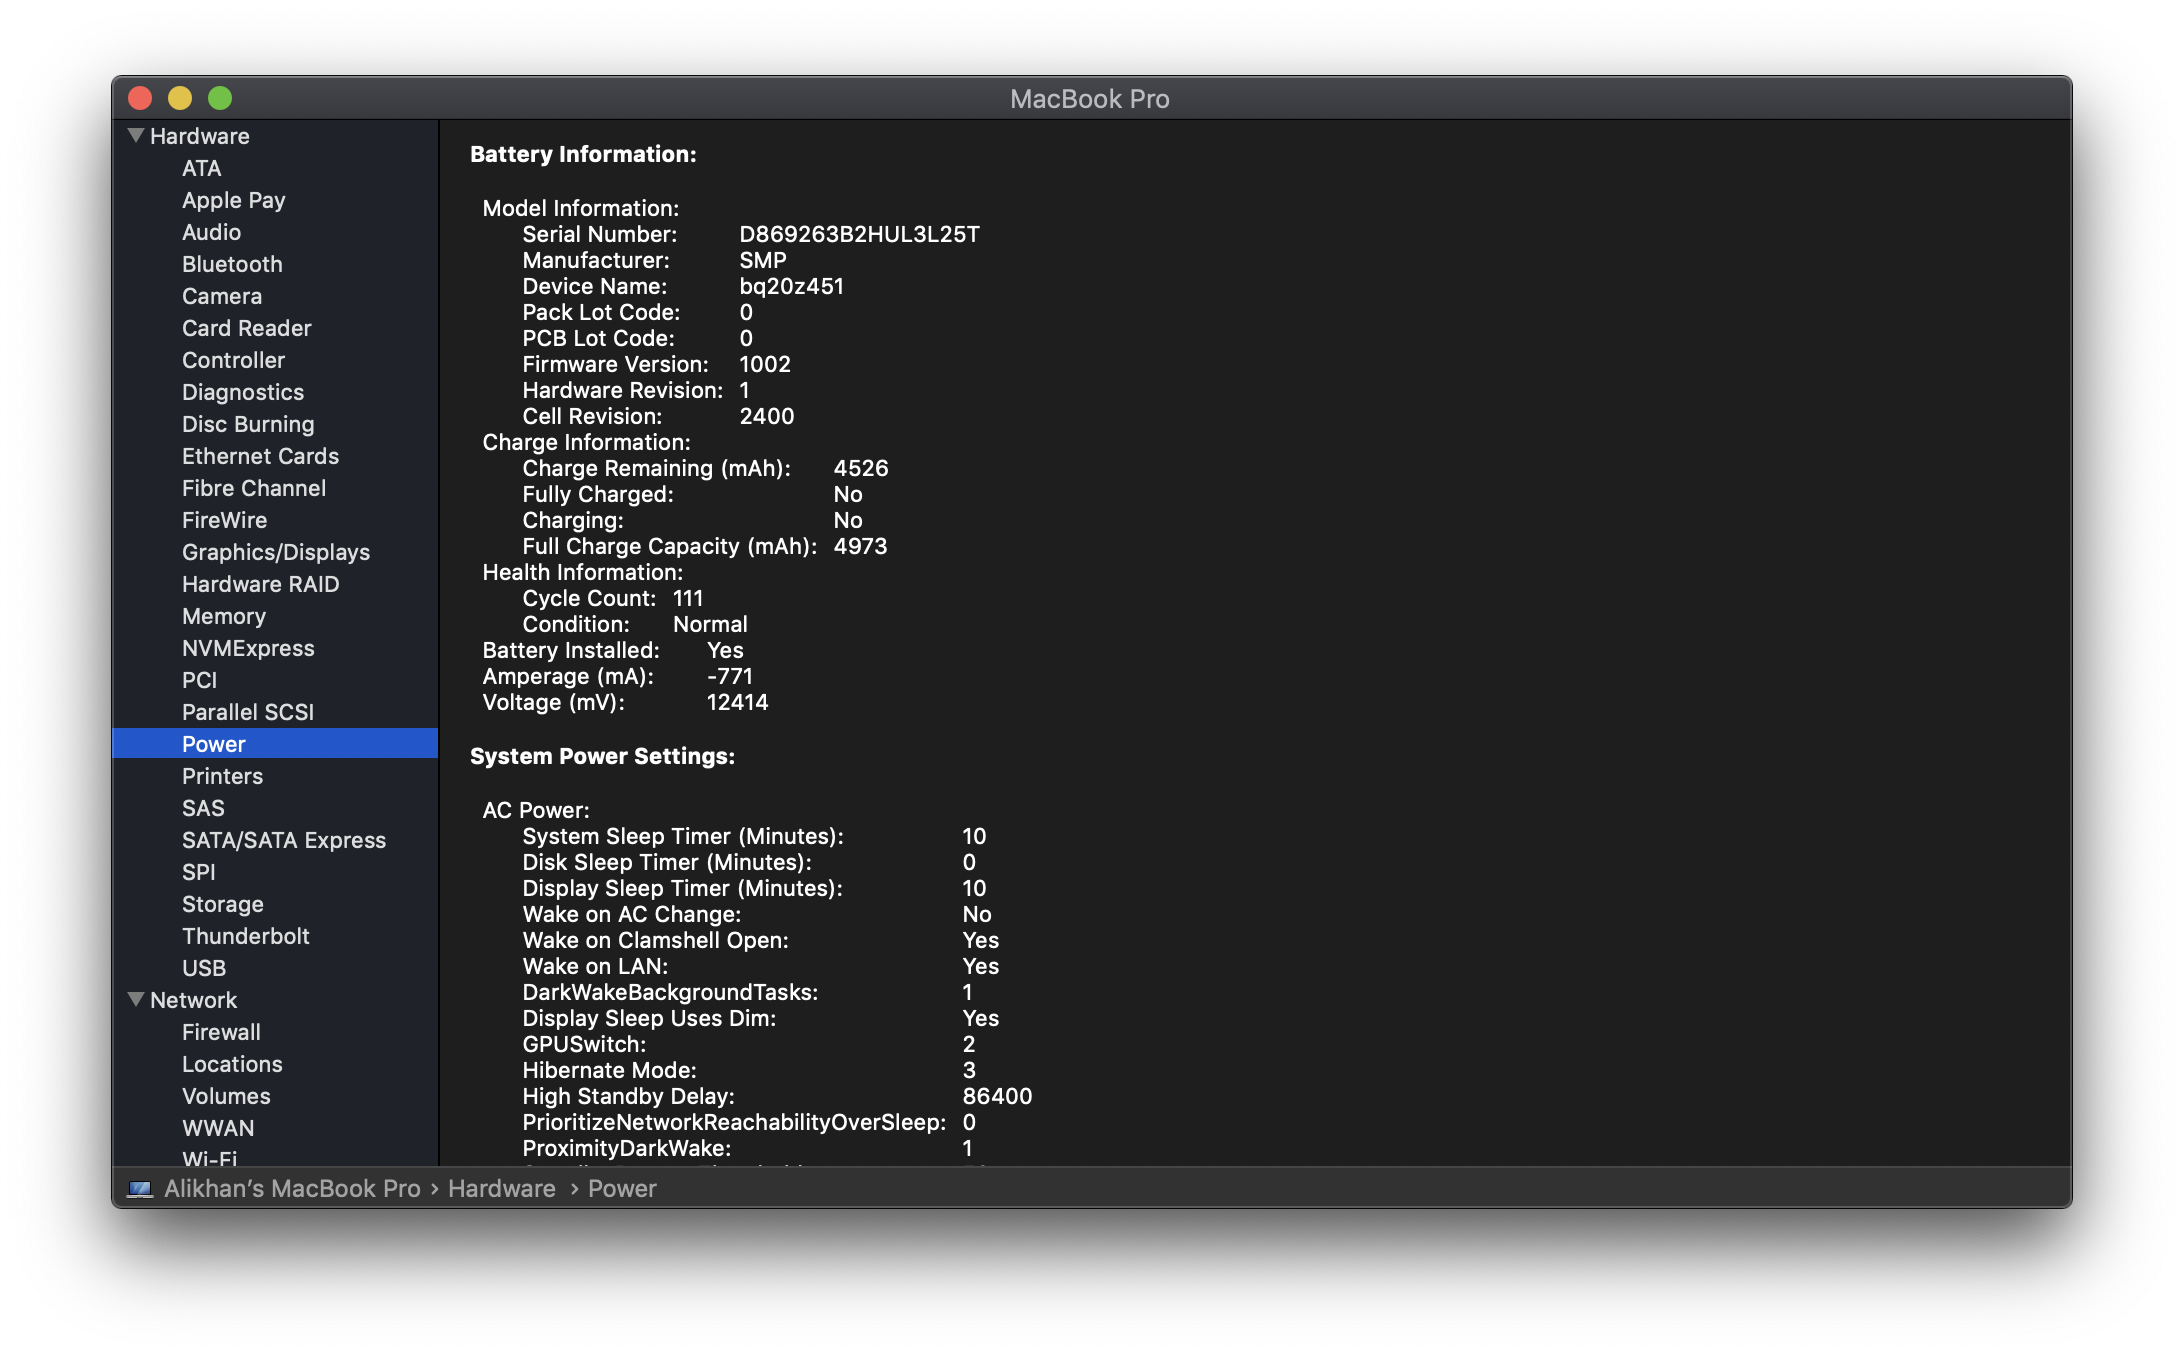 MacBook Pro
Hardware
ATA
Apple Pay
Audio
Bluetooth
Camera
Card Reader
Controller
Diagnostics
Disc Burning
Ethernet Cards
Fibre Channel
FireWire
Graphics/Displays
Hardware RAID
Memory
NVMExpress
PCI
Parallel SCSI
Power
Printers
SAS
SATA/SATA Express
SPI
Storage
Thunderbolt
USB
Network
Firewall
Locations
Volumes
WWAN
Wi-Fi
Battery Information:
Model Information:
Serial Number: D869263B2HUL3L25T
Manufacturer: SMP
Device Name: bq20z451
Pack Lot Code: 0
PCB Lot Code: 0
Firmware Version: 1002
Hardware Revision: 1
Cell Revision: 2400
Charge Information:
Charge Remaining (mAh): 4526
Fully Charged: No
Charging: No
Full Charge Capacity (mAh): 4973
Health Information:
Cycle Count: 111
Condition: Normal
Battery Installed: Yes
Amperage (mA): -771
Voltage (mV): 12414
System Power Settings:
AC Power:
System Sleep Timer (Minutes): 10
Disk Sleep Timer (Minutes): 0
Display Sleep Timer (Minutes): 10
Wake on AC Change: No
Wake on Clamshell Open: Yes
Wake on LAN: Yes
DarkWakeBackgroundTasks: 1
Display Sleep Uses Dim: Yes
GPUSwitch: 2
Hibernate Mode: 3
High Standby Delay: 86400
PrioritizeNetworkReachabilityOverSleep: 0
ProximityDarkWake: 1
Alikhan’s MacBook Pro › Hardware › Power